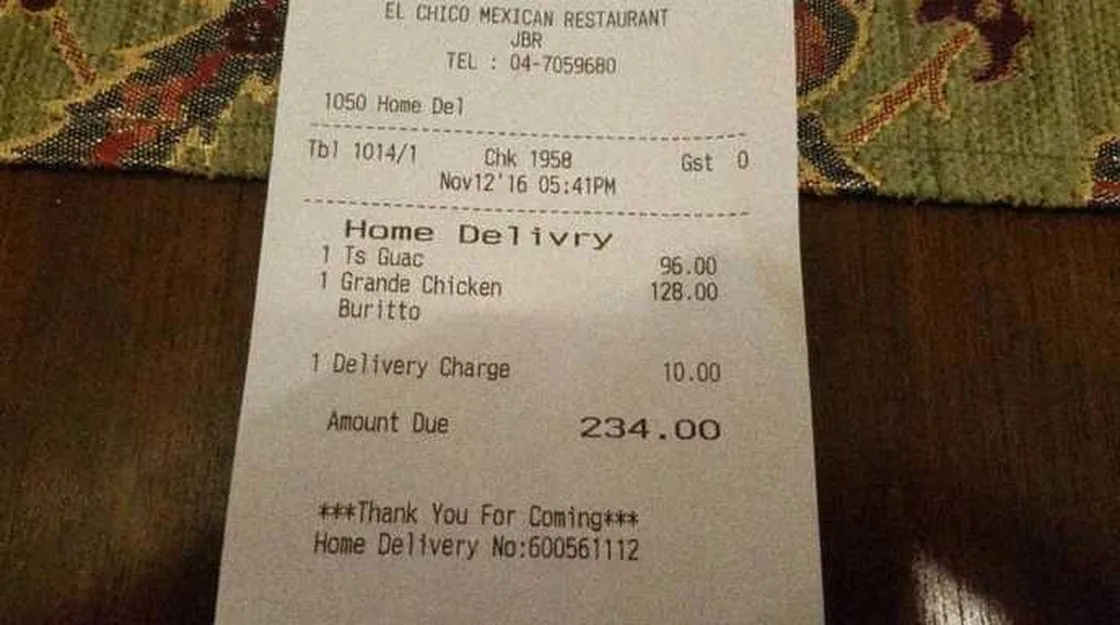 EL CHICO MEXICAN RESTAURANT
JBR
TEL : 04-7059680
1050 Home Del
Tbl 1014/1 Chk 1958 Gst 0
Nov12'16 05:41PM
Home Delivry
1 Ts Guac 96.00
1 Grande Chicken 128.00
Buritto
1 Delivery Charge 10.00
Amount Due 234.00
***Thank You For Coming***
Home Delivery No:600561112